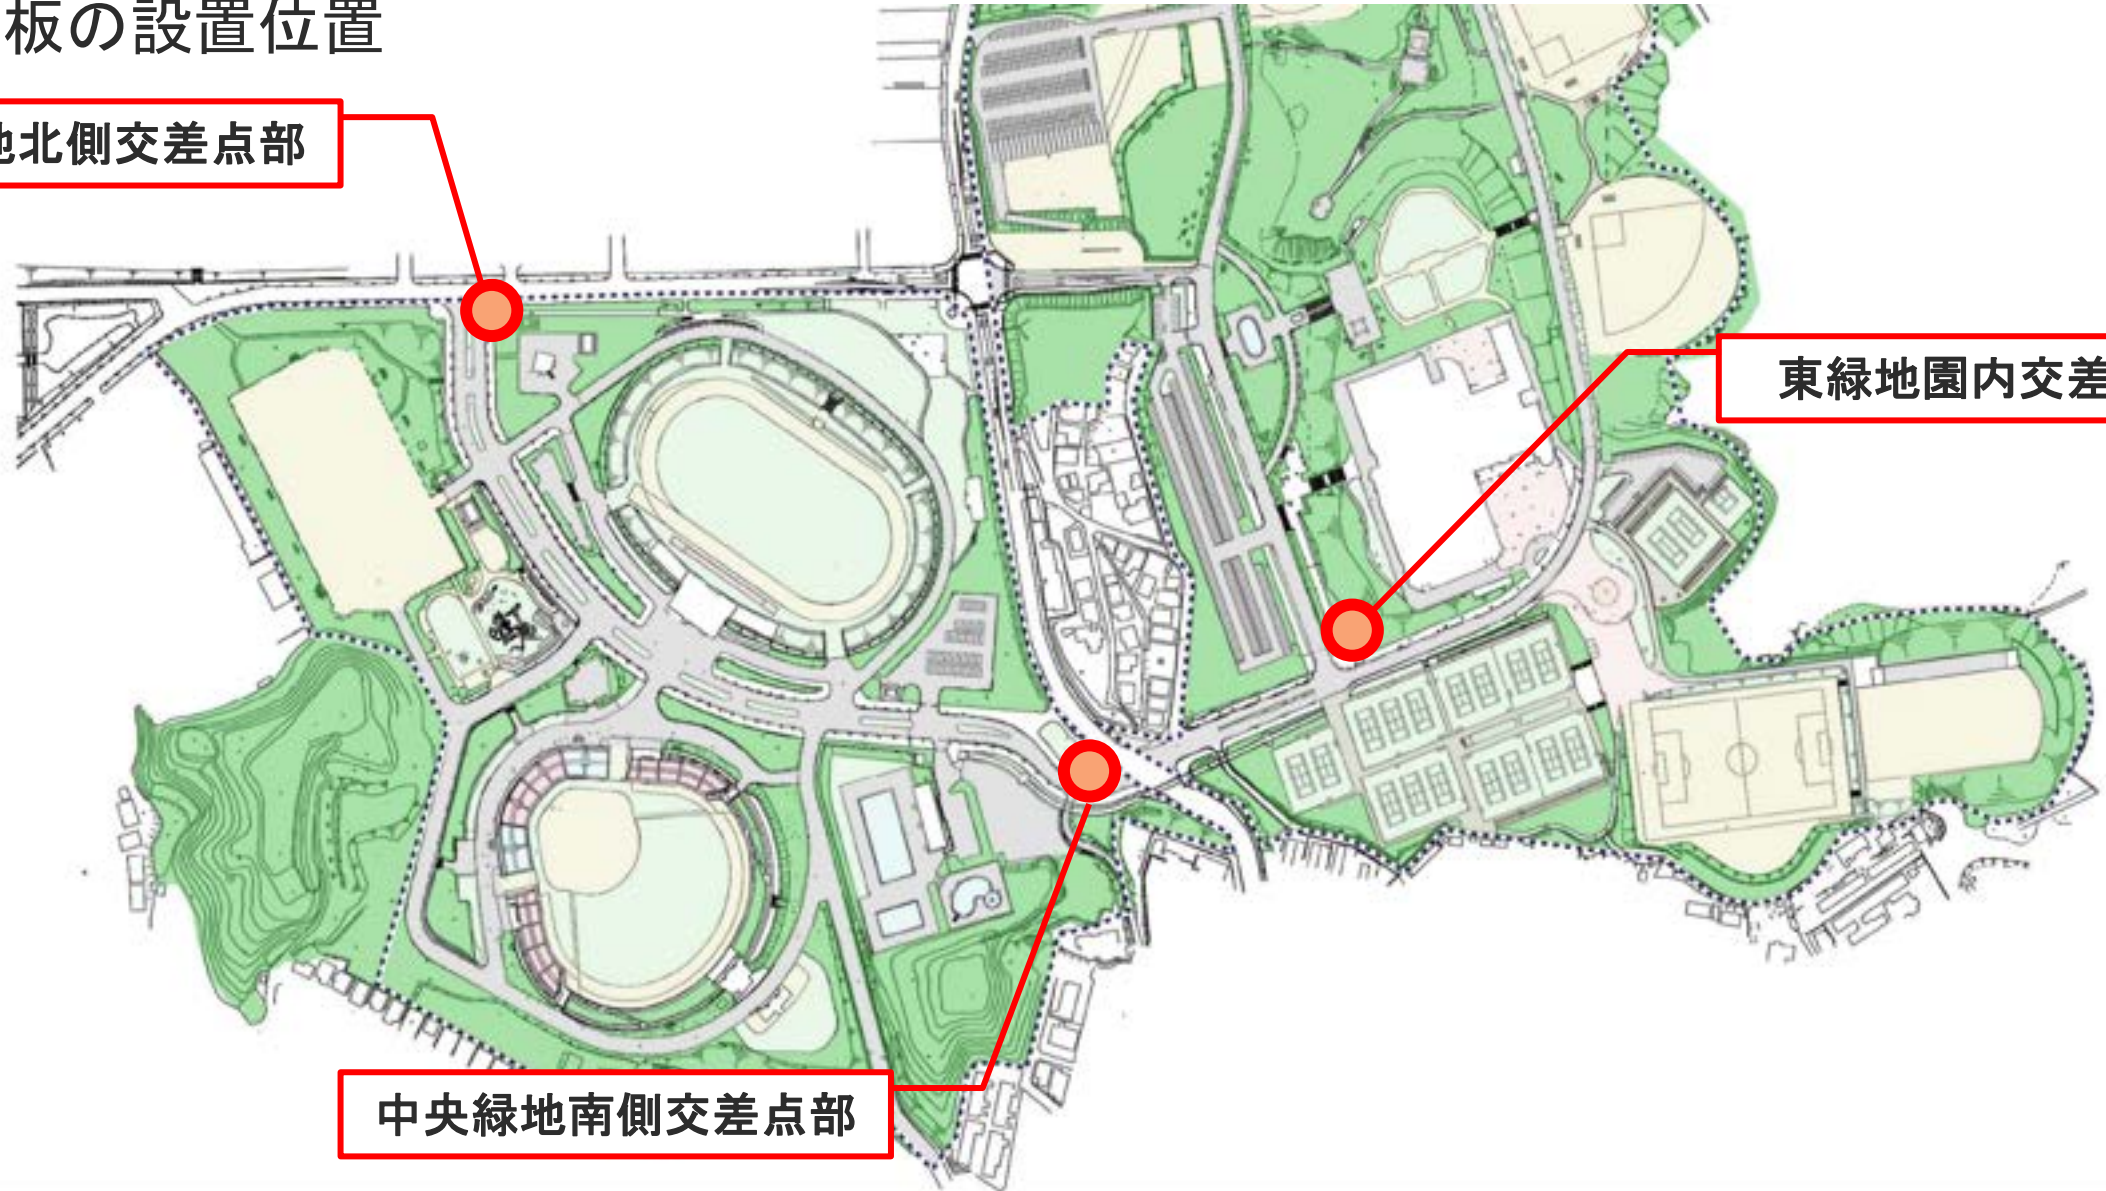 板の設置位置
地北側交差点部
東緑地園内交差
中央緑地南側交差点部